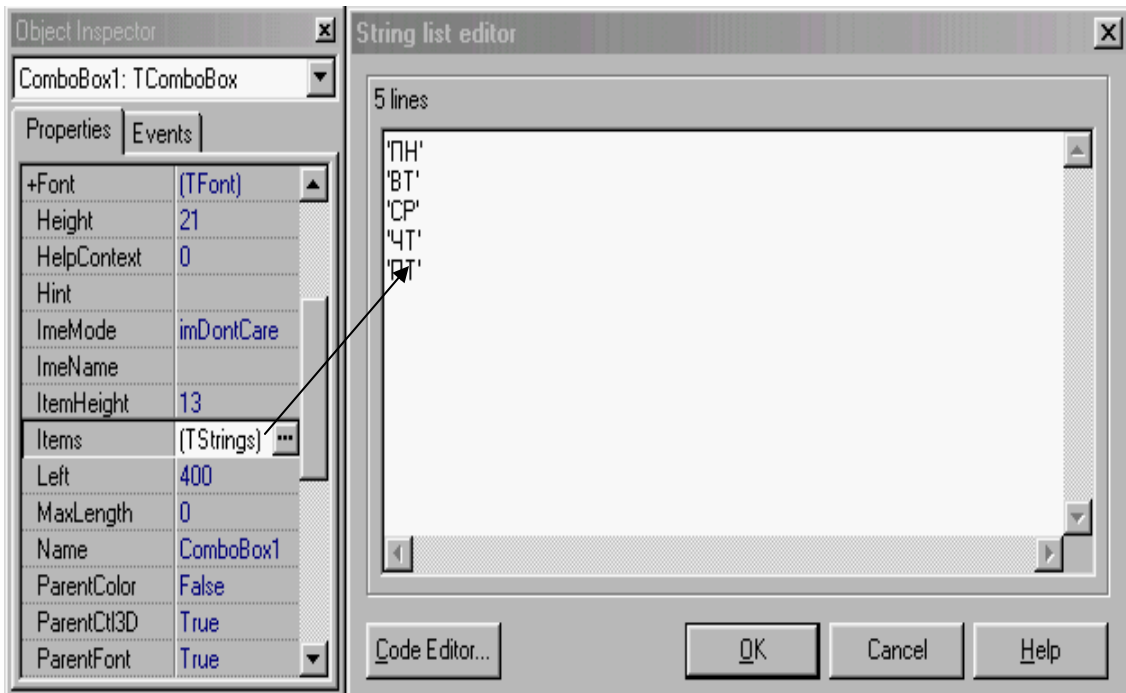 Object Inspector
ComboBox1: TComboBox
Properties Events
+Font (TFont)
Height 21
HelpContext 0
Hint
ImeMode imDontCare
ImeName
ItemHeight 13
Items (TStrings) ...
Left 400
MaxLength 0
Name ComboBox1
ParentColor False
ParentCtl3D True
ParentFont True
String list editor
5 lines
'ПН'
'ВТ'
'СР'
'ЧТ'
'ПТ'
Code Editor...
OK
Cancel
Help